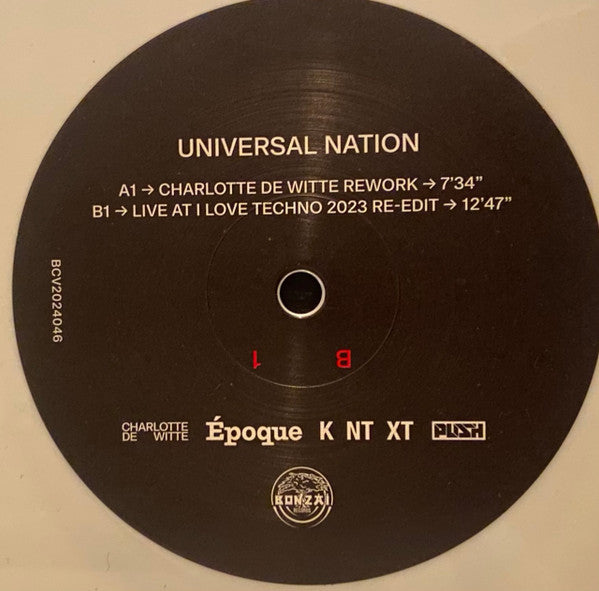 UNIVERSAL NATION
A1 → CHARLOTTE DE WITTE REWORK → 7'34"
B1 → LIVE AT I LOVE TECHNO 2023 RE-EDIT → 12'47"
BCV2024046
1 B
CHARLOTTE
DE WITTE
Époque
K NT XT
PUSH
BONZAI
RECORDS